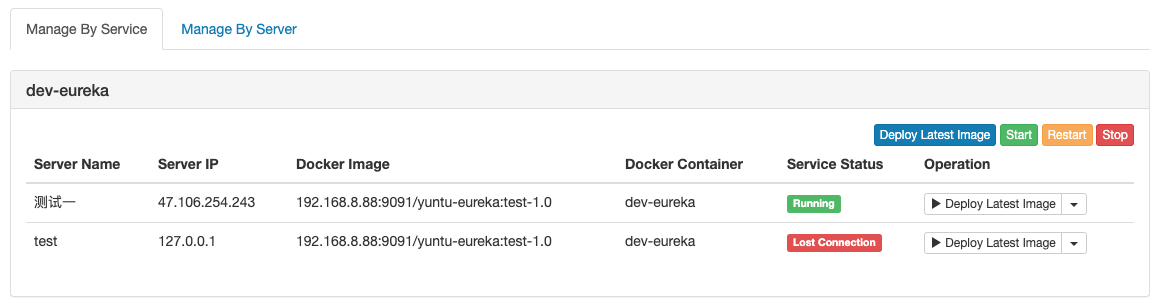 Manage By Service Manage By Server
dev-eureka
Deploy Latest Image Start Restart Stop
Server Name Server IP Docker Image Docker Container Service Status Operation
测试一 47.106.254.243 192.168.8.88:9091/yuntu-eureka:test-1.0 dev-eureka Running Deploy Latest Image
test 127.0.0.1 192.168.8.88:9091/yuntu-eureka:test-1.0 dev-eureka Lost Connection Deploy Latest Image